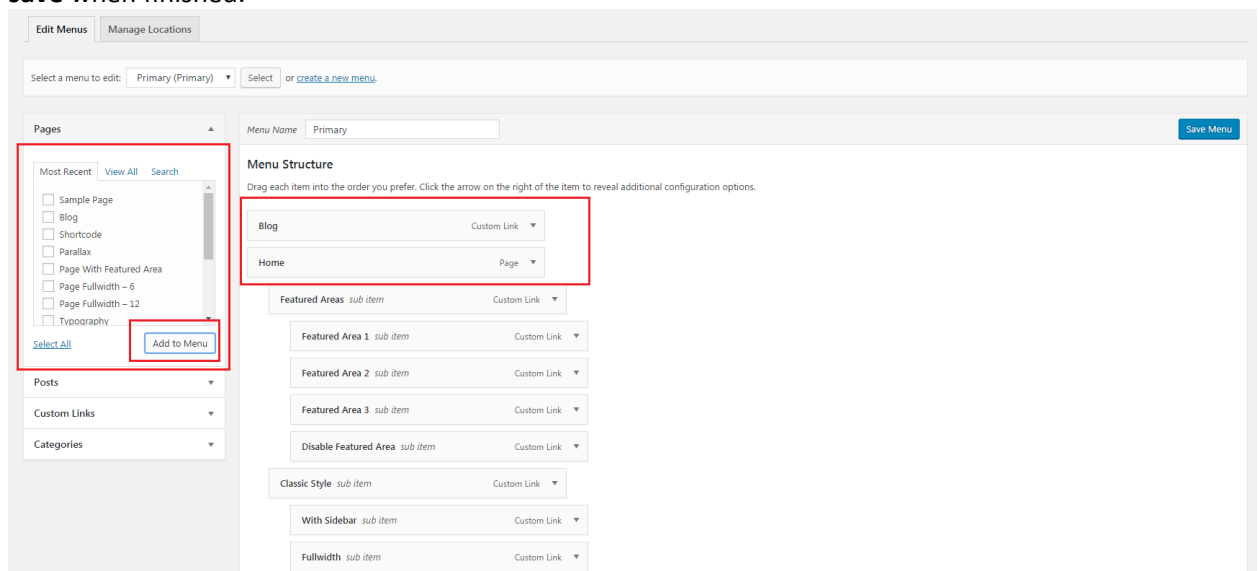 save when finished.
Edit Menus Manage Locations
Select a menu to edit: Primary (Primary) Select or create a new menu.
Pages
Most Recent View All Search
Sample Page
Blog
Shortcode
Parallax
Page With Featured Area
Page Fullwidth – 6
Page Fullwidth – 12
Typography
Select All Add to Menu
Posts
Custom Links
Categories
Menu Name Primary Save Menu
Menu Structure
Drag each item into the order you prefer. Click the arrow on the right of the item to reveal additional configuration options.
Blog Custom Link
Home Page
Featured Areas sub item Custom Link
Featured Area 1 sub item Custom Link
Featured Area 2 sub item Custom Link
Featured Area 3 sub item Custom Link
Disable Featured Area sub item Custom Link
Classic Style sub item Custom Link
With Sidebar sub item Custom Link
Fullwidth sub item Custom Link